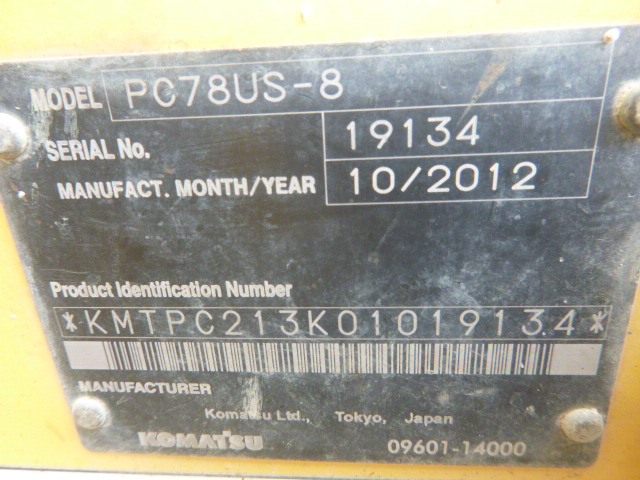 MODEL PC78US-8
SERIAL No. 19134
MANUFACT. MONTH/YEAR 10/2012
Product Identification Number
*KMTPC213K01019134*
MANUFACTURER
Komatsu Ltd., Tokyo, Japan
KOMATSU 09601-14000